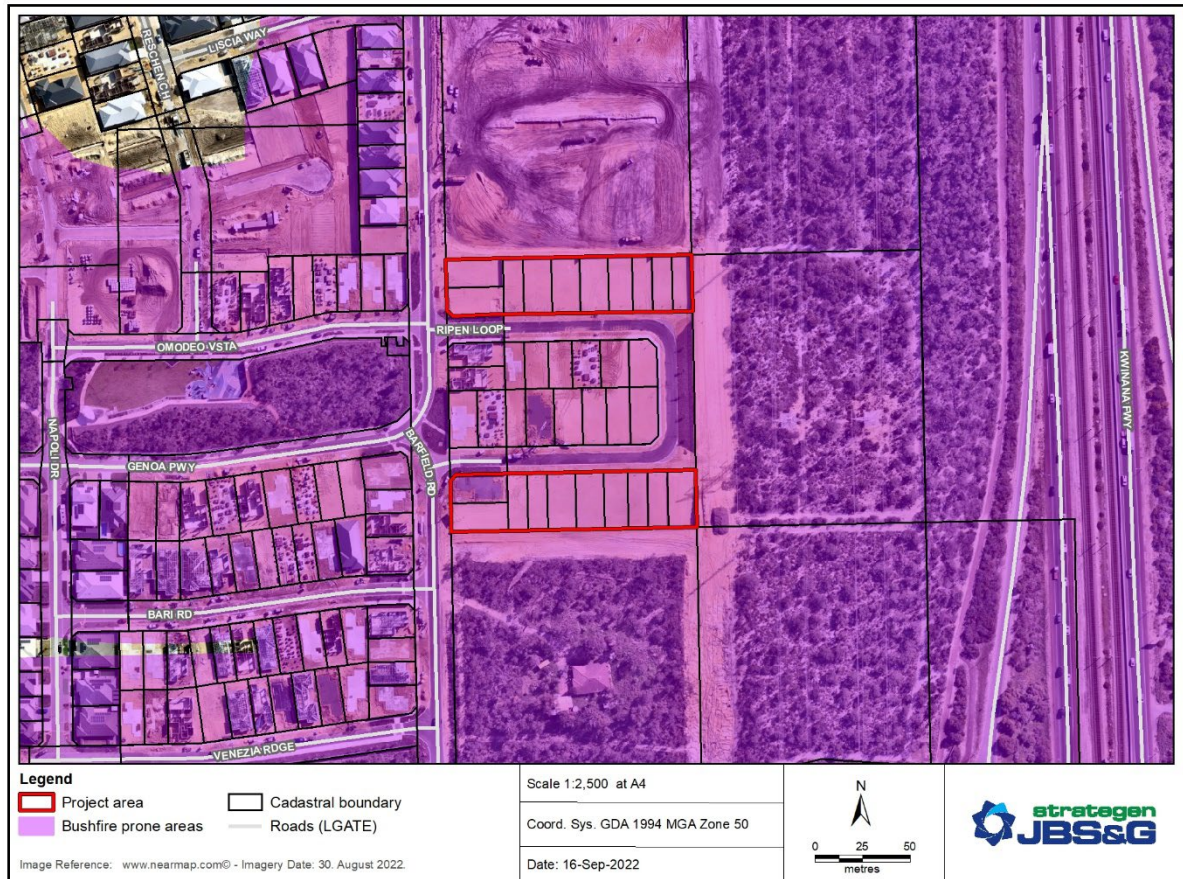 LISCIA WAY
RESCHEN CH
OMODEO VSTA
RIPEN LOOP
NAPOLI DR
GENOA PWY
BARFIELD RD
KWINANA FWY
BARI RD
VENEZIA RDGE
Legend
Project area
Cadastral boundary
Bushfire prone areas
Roads (LGATE)
Image Reference: www.nearmap.com© - Imagery Date: 30. August 2022.
Scale 1:2,500 at A4
Coord. Sys. GDA 1994 MGA Zone 50
Date: 16-Sep-2022
N
0 25 50
metres
strategen
JBS&G